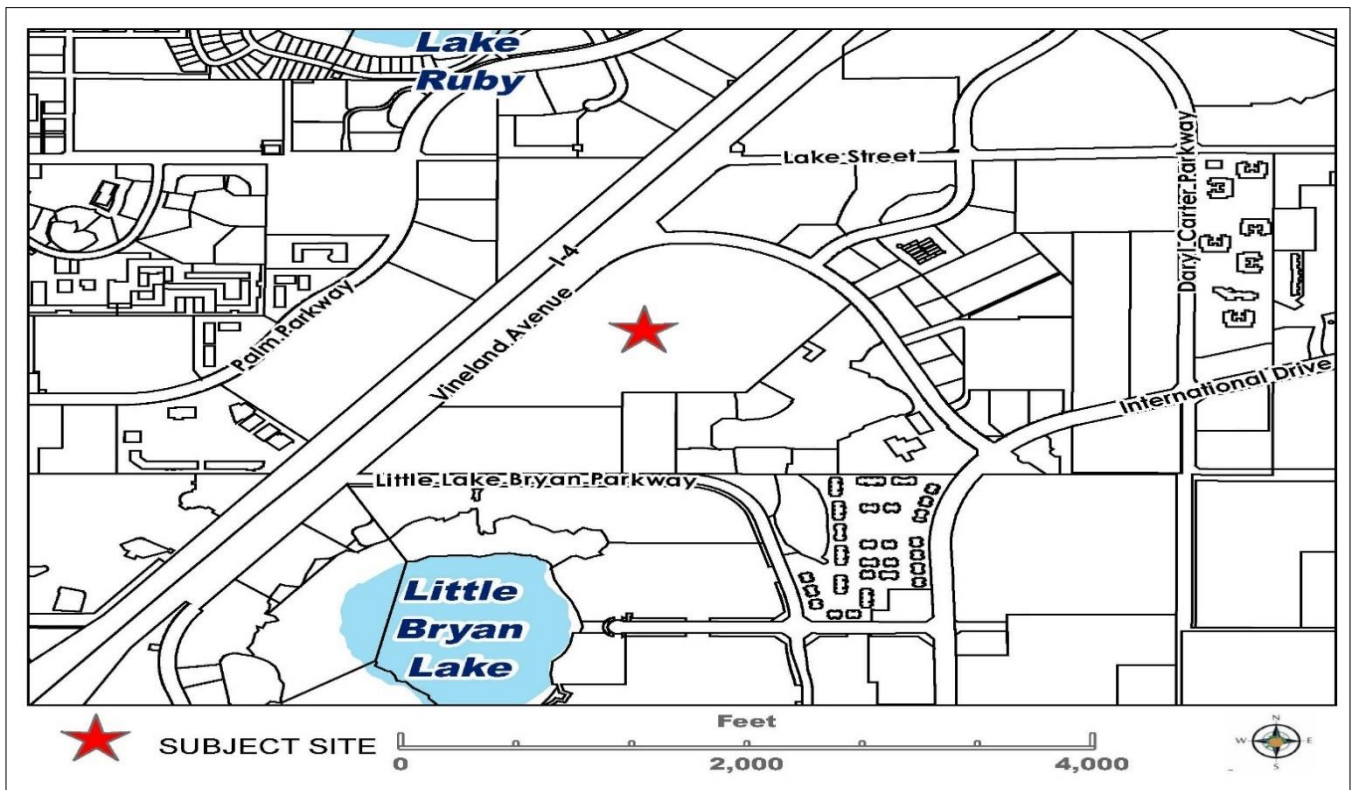 Lake
Ruby
Lake Street
I-4
Daryl Carter Parkway
Palm Parkway
Vineland Avenue
International Drive
Little Lake Bryan Parkway
Little
Bryan
Lake
SUBJECT SITE
Feet
0
2,000
4,000
N
W
E
S